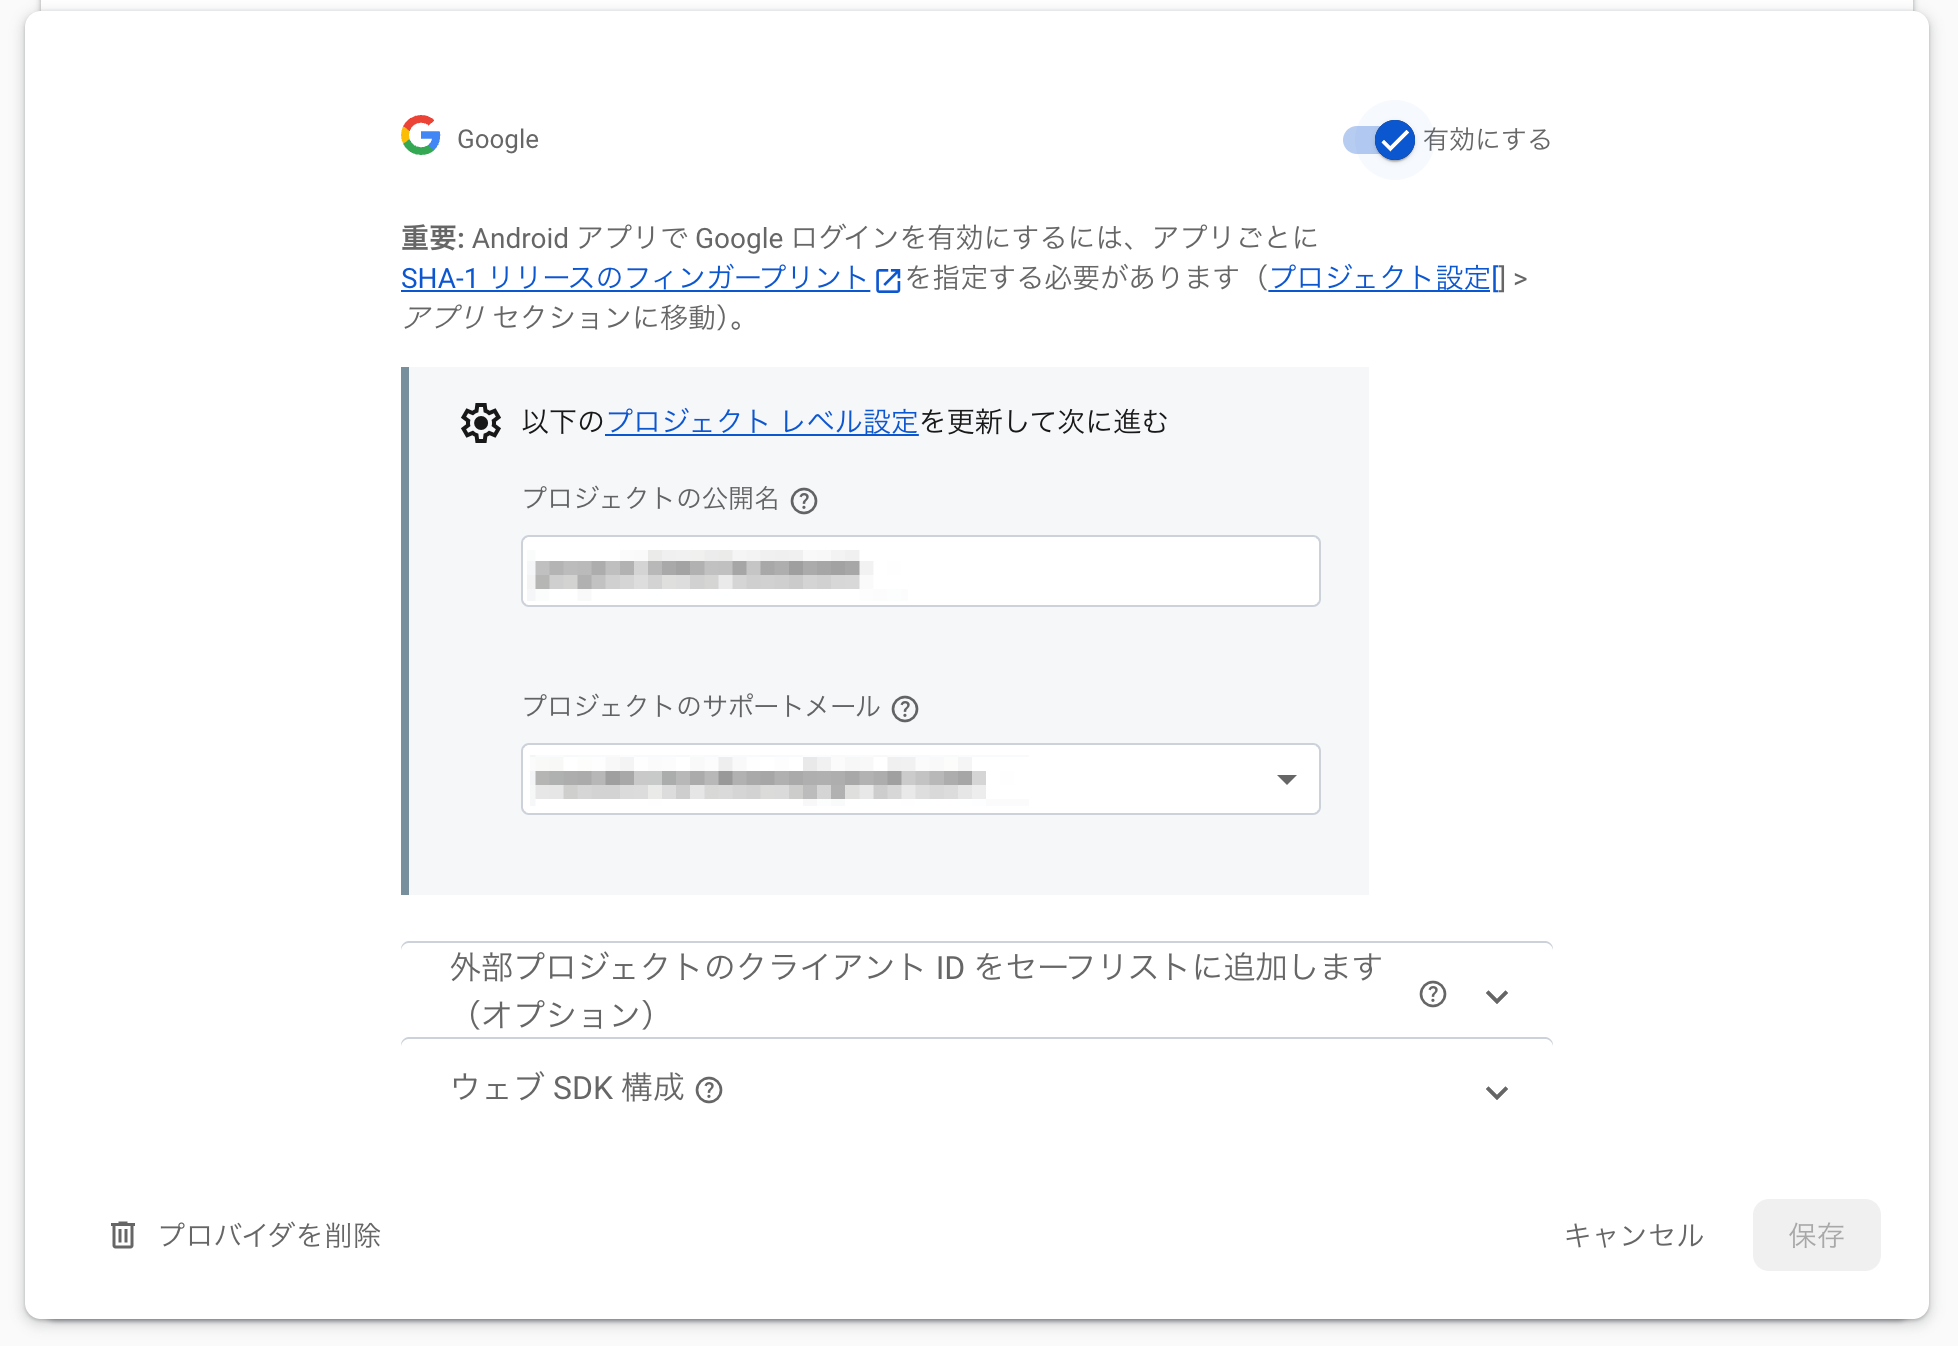 Google
有効にする
重要: Android アプリで Google ログインを有効にするには、アプリごとに
SHA-1 リリースのフィンガープリントを指定する必要があります（プロジェクト設定[] >
アプリ セクションに移動）。
以下のプロジェクト レベル設定を更新して次に進む
プロジェクトの公開名
プロジェクトのサポートメール
外部プロジェクトのクライアント ID をセーフリストに追加します
（オプション）
ウェブ SDK 構成
プロバイダを削除
キャンセル
保存